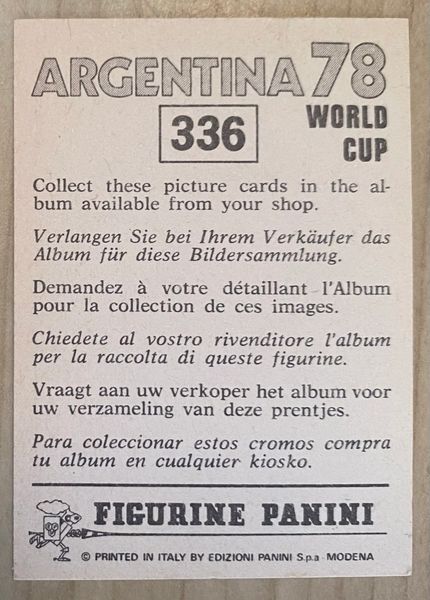 ARGENTINA 78
336
WORLD
CUP
Collect these picture cards in the al-
bum available from your shop.
Verlangen Sie bei Ihrem Verkäufer das
Album für diese Bildersammlung.
Demandez à votre détaillant l'Album
pour la collection de ces images.
Chiedete al vostro rivenditore l'album
per la raccolta di queste figurine.
Vraagt aan uw verkoper het album voor
uw verzameling van deze prentjes.
Para coleccionar estos cromos compra
tu album en cualquier kiosko.
FIGURINE PANINI
© PRINTED IN ITALY BY EDIZIONI PANINI S.p.a - MODENA